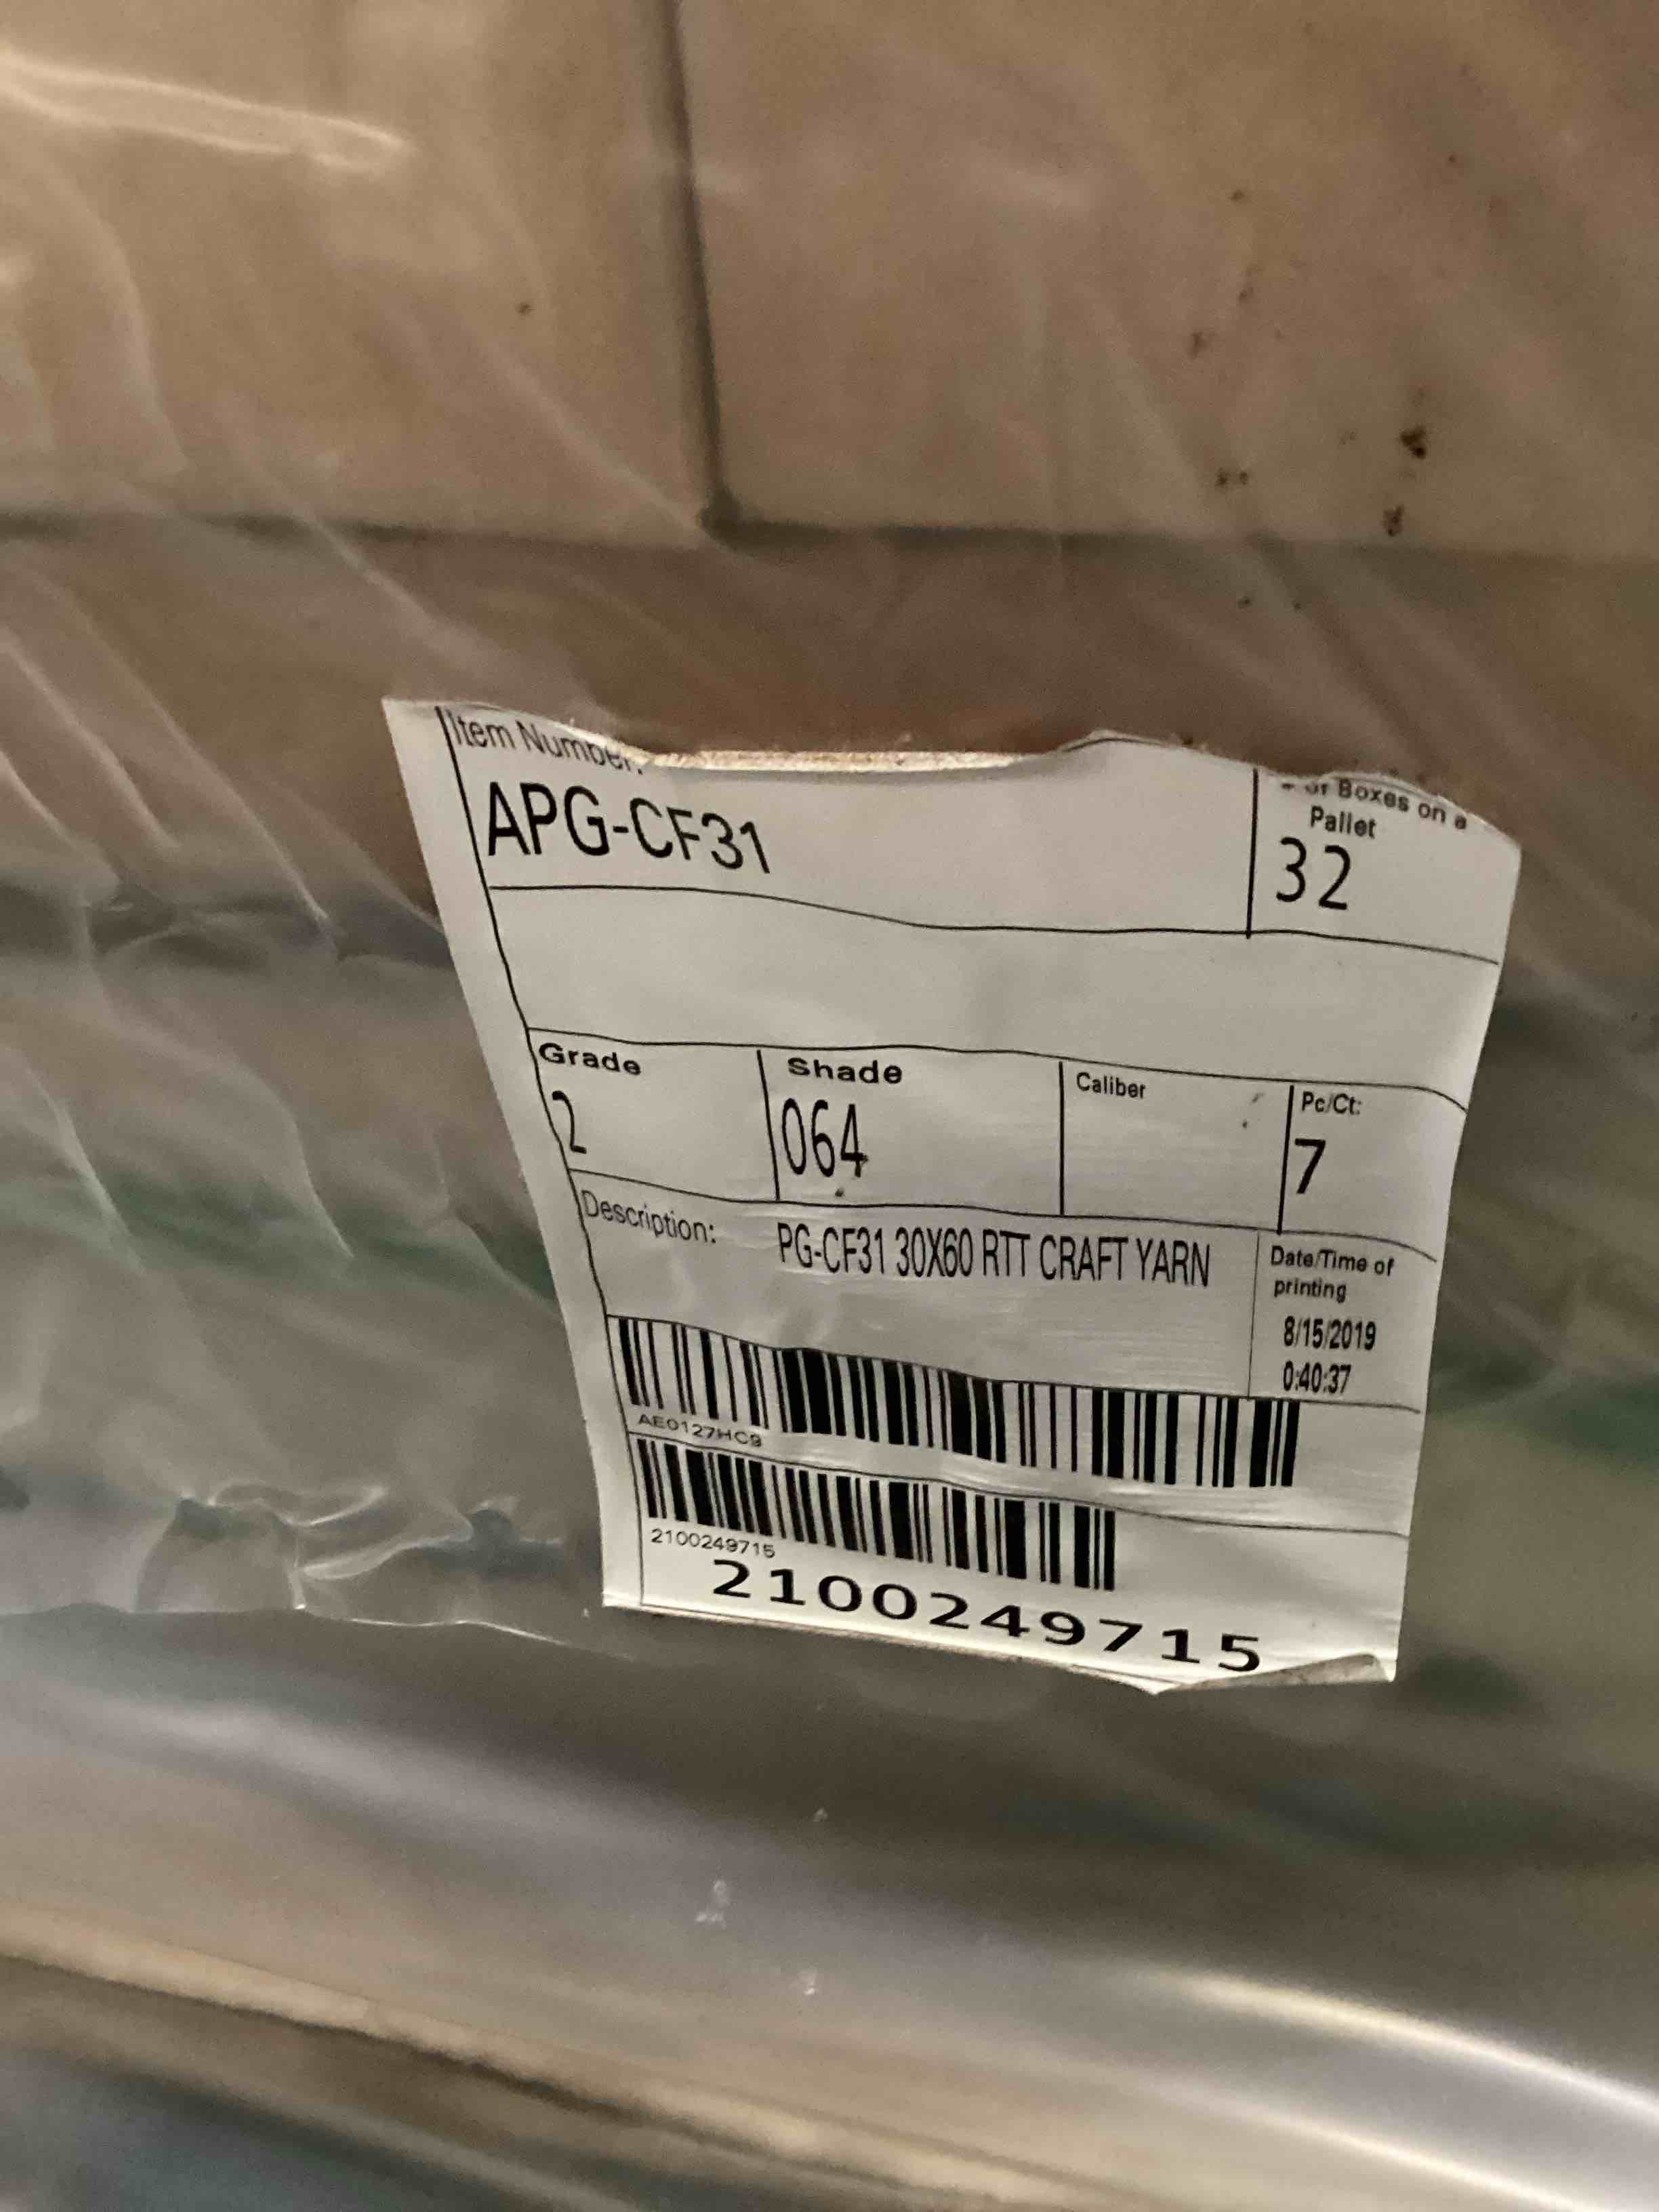 Item Number:
APG-CF31
# of Boxes on a
Pallet
32
Grade
2
Shade
064
Caliber
Pc/Ct:
7
Description:
PG-CF31 30X60 RTT CRAFT YARN
Date/Time of
printing
8/15/2019
0:40:37
AE0127HC9
2100249715
2100249715